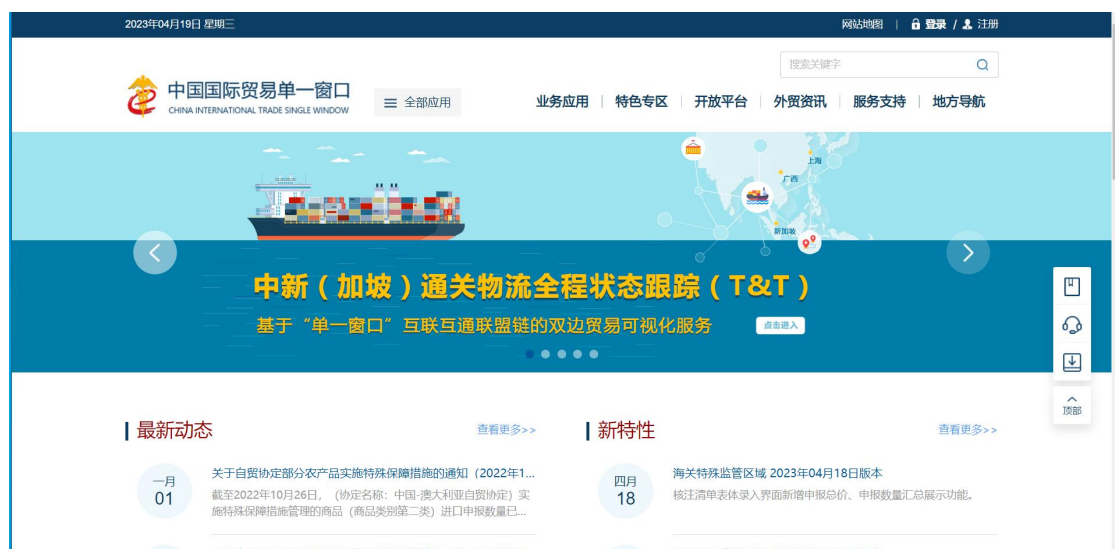 2023年04月19日 星期三
网站地图 | 登录 / 注册
搜索关键字
中国国际贸易单一窗口
CHINA INTERNATIONAL TRADE SINGLE WINDOW
全部应用
业务应用 | 特色专区 | 开放平台 | 外贸资讯 | 服务支持 | 地方导航
上海
广西
新加坡
中新（加坡）通关物流全程状态跟踪（T&T）
基于“单一窗口”互联互通联盟链的双边贸易可视化服务
点击进入
顶部
最新动态
查看更多>>
一月
01
关于自贸协定部分农产品实施特殊保障措施的通知（2022年1...
截至2022年10月26日，（协定名称：中国-澳大利亚自贸协定）实
施特殊保障措施管理的商品（商品类别第二类）进口申报数量已...
新特性
查看更多>>
四月
18
海关特殊监管区域 2023年04月18日版本
核注清单表体录入界面新增申报总价、申报数量汇总展示功能。